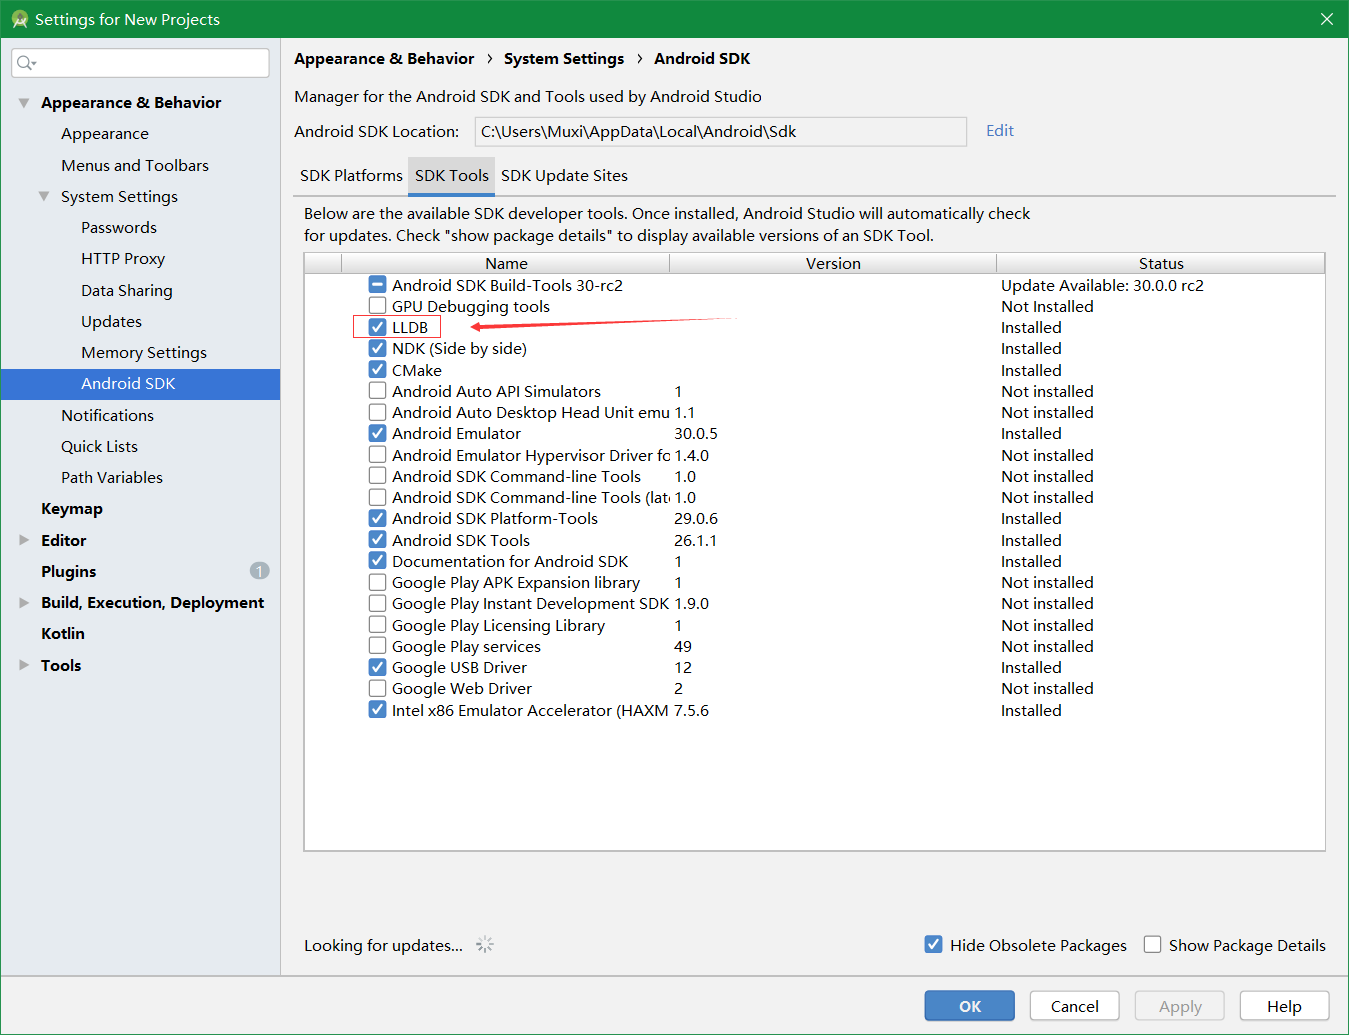 Settings for New Projects
Appearance & Behavior
Appearance
Menus and Toolbars
System Settings
Passwords
HTTP Proxy
Data Sharing
Updates
Memory Settings
Android SDK
Notifications
Quick Lists
Path Variables
Keymap
Editor
Plugins 1
Build, Execution, Deployment
Kotlin
Tools
Appearance & Behavior › System Settings › Android SDK
Manager for the Android SDK and Tools used by Android Studio
Android SDK Location: C:\Users\Muxi\AppData\Local\Android\Sdk Edit
SDK Platforms SDK Tools SDK Update Sites
Below are the available SDK developer tools. Once installed, Android Studio will automatically check
for updates. Check "show package details" to display available versions of an SDK Tool.
Name Version Status
Android SDK Build-Tools 30-rc2 Update Available: 30.0.0 rc2
GPU Debugging tools Not Installed
LLDB Installed
NDK (Side by side) Installed
CMake Installed
Android Auto API Simulators 1 Not installed
Android Auto Desktop Head Unit emu 1.1 Not installed
Android Emulator 30.0.5 Installed
Android Emulator Hypervisor Driver fo 1.4.0 Not installed
Android SDK Command-line Tools 1.0 Not installed
Android SDK Command-line Tools (late 1.0 Not installed
Android SDK Platform-Tools 29.0.6 Installed
Android SDK Tools 26.1.1 Installed
Documentation for Android SDK 1 Installed
Google Play APK Expansion library 1 Not installed
Google Play Instant Development SDK 1.9.0 Not installed
Google Play Licensing Library 1 Not installed
Google Play services 49 Not installed
Google USB Driver 12 Installed
Google Web Driver 2 Not installed
Intel x86 Emulator Accelerator (HAXM 7.5.6 Installed
Looking for updates... Hide Obsolete Packages Show Package Details
OK Cancel Apply Help